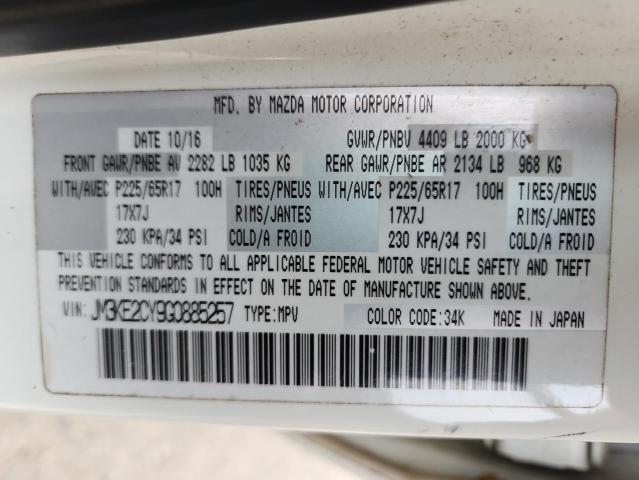 MFD. BY MAZDA MOTOR CORPORATION
DATE 10/16 GVWR/PNBV 4409 LB 2000 KG
FRONT GAWR/PNBE AV 2282 LB 1035 KG REAR GAWR/PNBE AR 2134 LB 968 KG
WITH/AVEC P225/65R17 100H TIRES/PNEUS WITH/AVEC P225/65R17 100H TIRES/PNEUS
17X7J RIMS/JANTES 17X7J RIMS/JANTES
230 KPA/34 PSI COLD/A FROID 230 KPA/34 PSI COLD/A FROID
THIS VEHICLE CONFORMS TO ALL APPLICABLE FEDERAL MOTOR VEHICLE SAFETY AND THEFT
PREVENTION STANDARDS IN EFFECT ON THE DATE OF MANUFACTURE SHOWN ABOVE.
VIN: JM3KE2CY9G0885257 TYPE:MPV COLOR CODE:34K MADE IN JAPAN